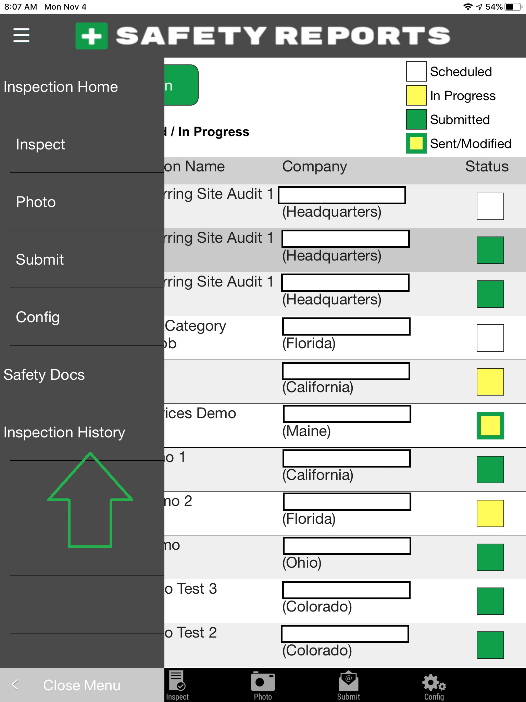 8:07 AM Mon Nov 4
54%
SAFETY REPORTS
Inspection Home
Inspect
Photo
Submit
Config
Safety Docs
Inspection History
Close Menu
n
Scheduled
In Progress
Submitted
Sent/Modified
/ In Progress
on Name Company Status
rring Site Audit 1
(Headquarters)
rring Site Audit 1
(Headquarters)
rring Site Audit 1
(Headquarters)
Category
ob
(Florida)
(California)
ices Demo
(Maine)
mo 1
(California)
mo 2
(Florida)
mo
(Ohio)
o Test 3
(Colorado)
o Test 2
(Colorado)
Inspect Photo Submit Config